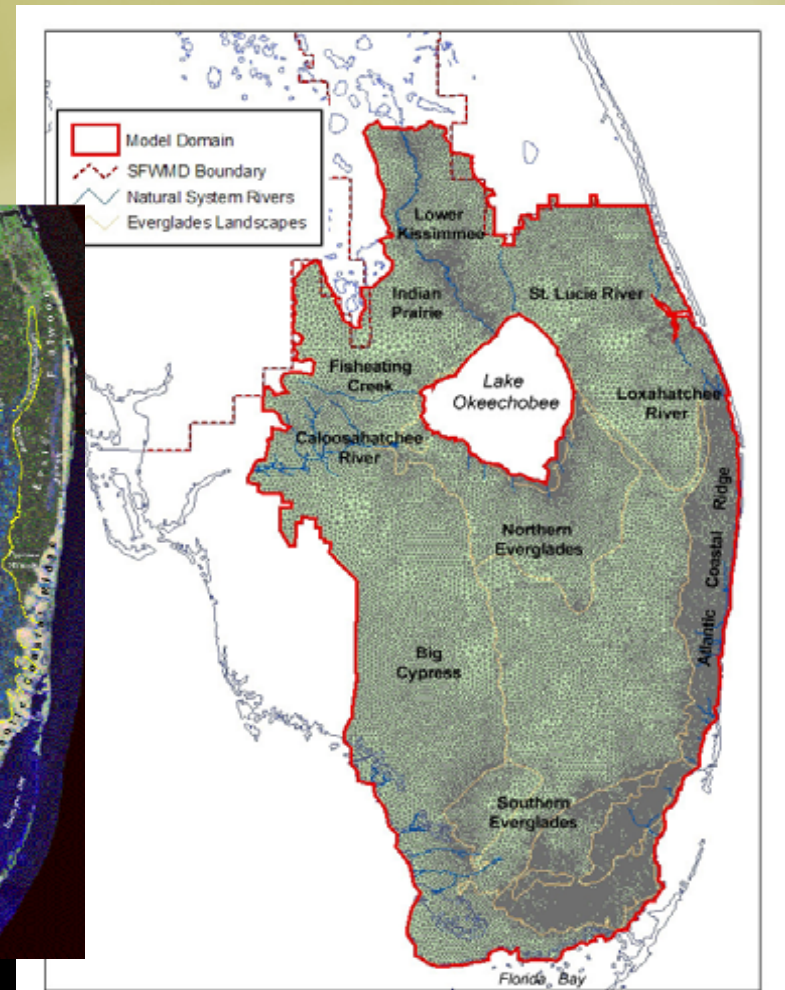 Model Domain
SFWMD Boundary
Natural System Rivers
Everglades Landscapes
Lower
Kissimmee
Indian
Prairie
St. Lucie River
Fisheating
Creek
Lake
Okeechobee
Loxahatchee
River
Caloosahatchee
River
Northern
Everglades
Atlantic Coastal Ridge
Big
Cypress
Southern
Everglades
Florida Bay